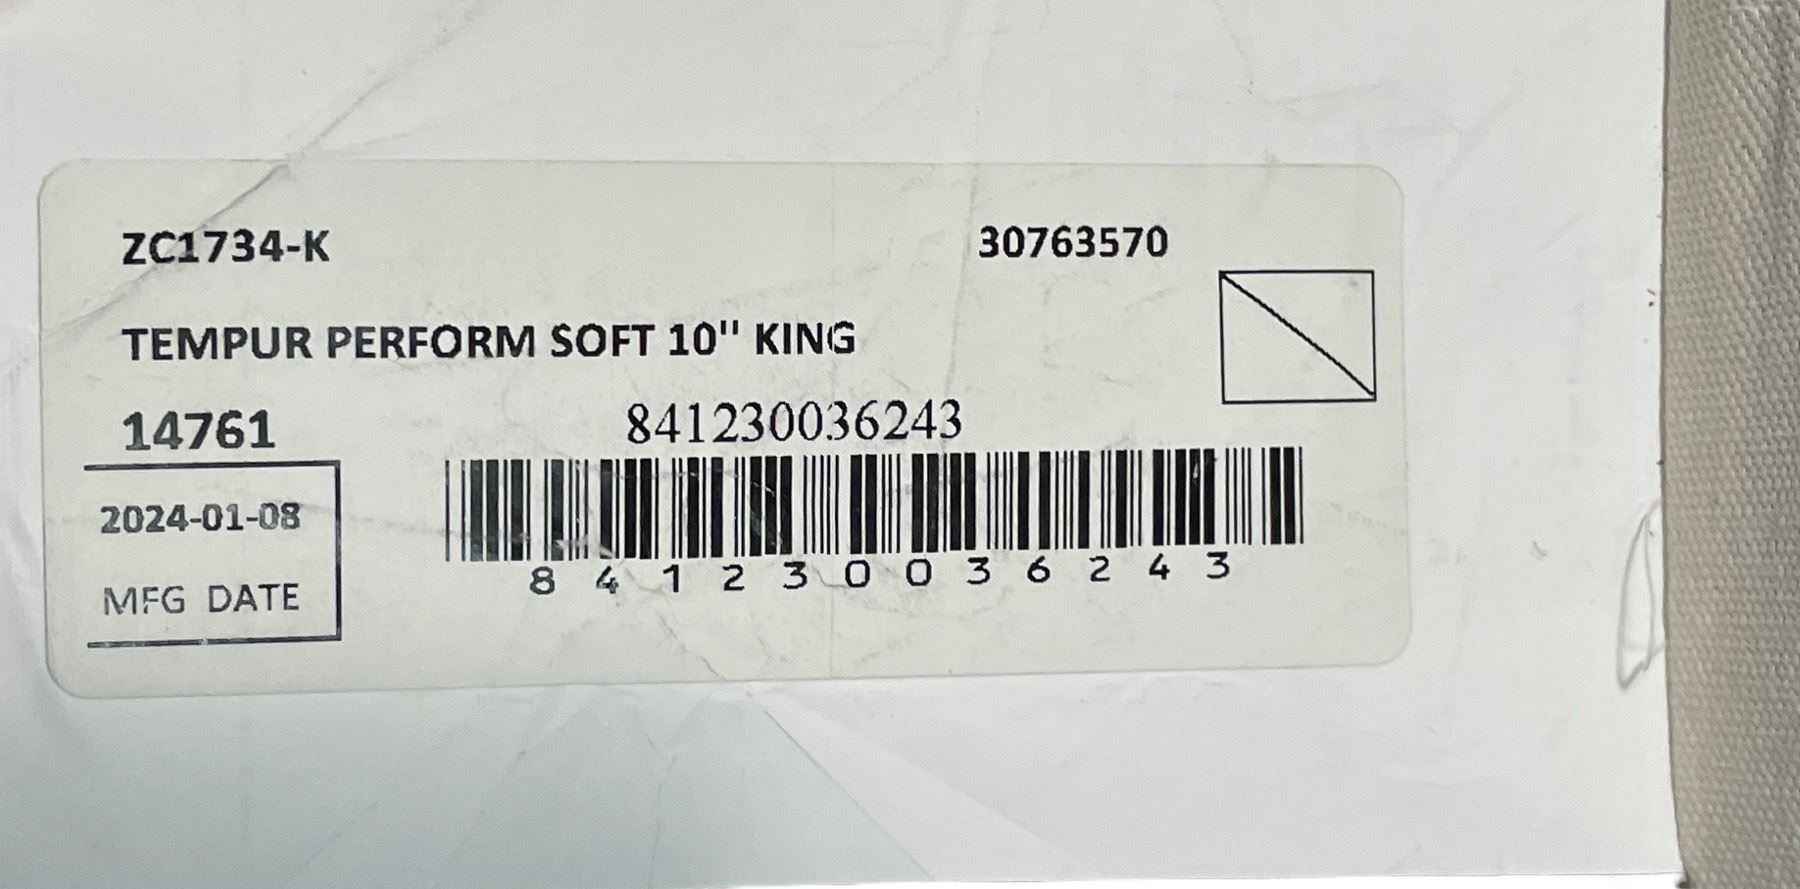 ZC1734-K 30763570
TEMPUR PERFORM SOFT 10" KING
14761 841230036243
2024-01-08
MFG DATE
8 4 1 2 3 0 0 3 6 2 4 3